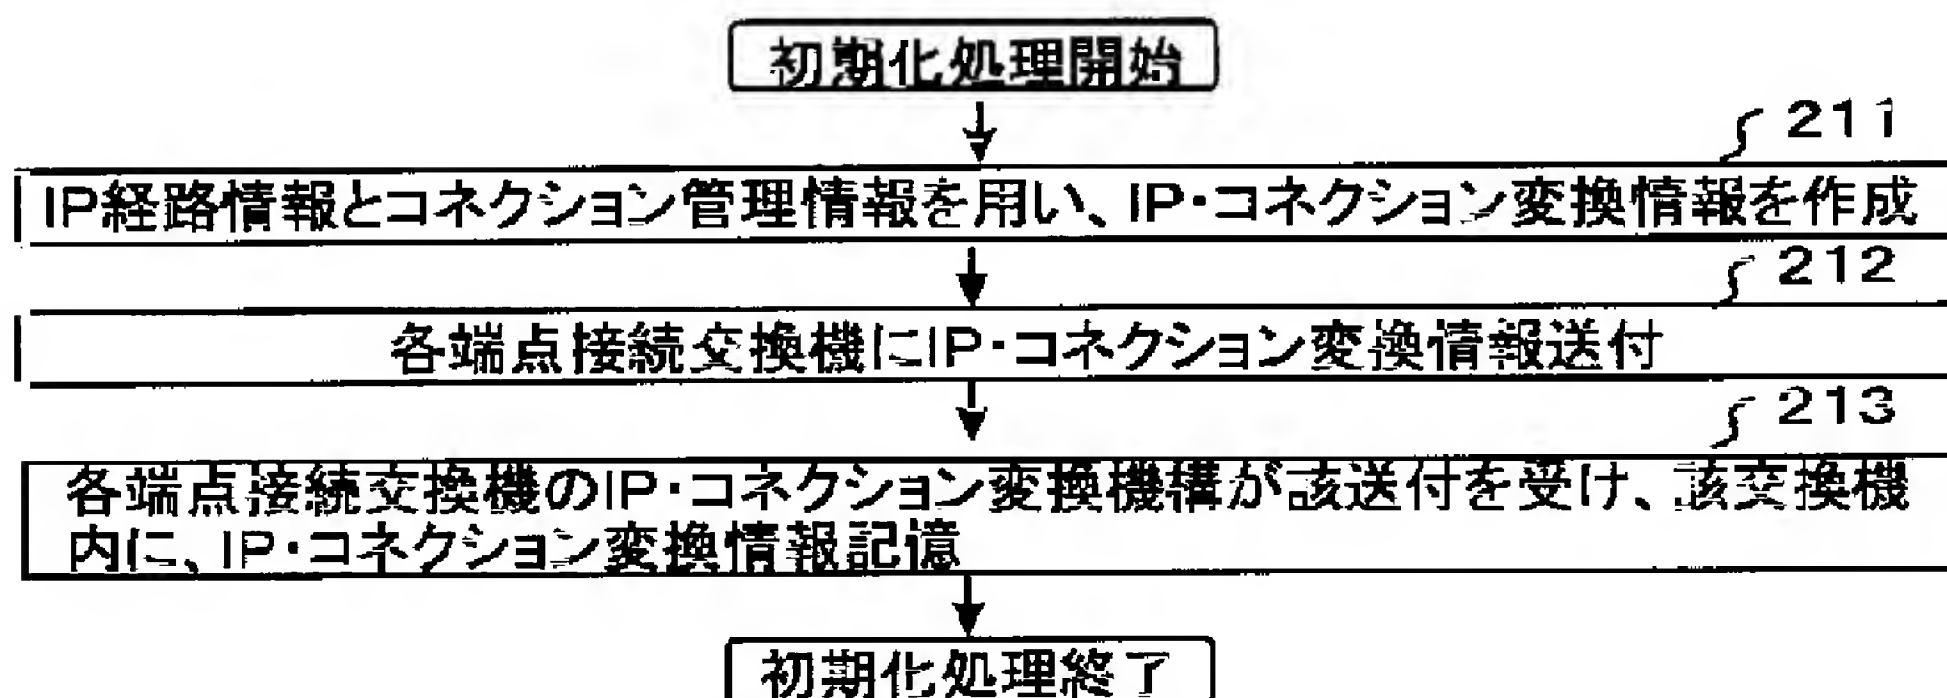 初期化処理開始
211
IP経路情報とコネクション管理情報を用い、IP・コネクション変換情報を作成
212
各端点接続交換機にIP・コネクション変換情報送付
213
各端点接続交換機のIP・コネクション変換機構が該送付を受け、該交換機
内に、IP・コネクション変換情報記憶
初期化処理終了